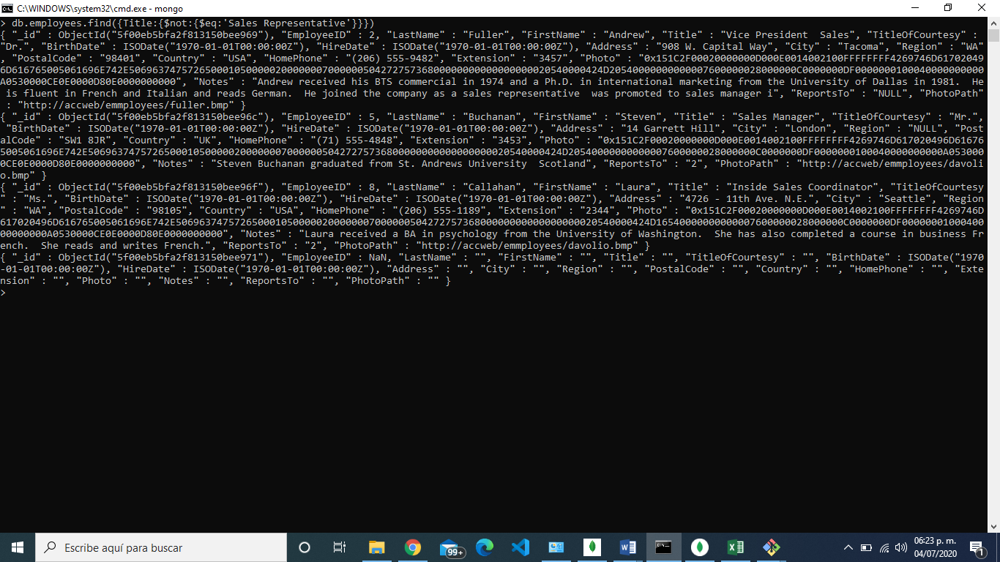 C:\WINDOWS\system32\cmd.exe - mongo
> db.employees.find({Title:{$not:{$eq:'Sales Representative'}}})
{ "_id" : ObjectId("5f00eb5bfa2f813150bee969"), "EmployeeID" : 2, "LastName" : "Fuller", "FirstName" : "Andrew", "Title" : "Vice President  Sales", "TitleOfCourtesy" :
"Dr.", "BirthDate" : ISODate("1970-01-01T00:00:00Z"), "HireDate" : ISODate("1970-01-01T00:00:00Z"), "Address" : "908 W. Capital Way", "City" : "Tacoma", "Region" : "WA"
, "PostalCode" : "98401", "Country" : "USA", "HomePhone" : "(206) 555-9482", "Extension" : "3457", "Photo" :
", "Notes" : "Andrew received his BTS commercial in 1974 and a Ph.D. in international marketing from the University of Dallas in 1981.  He
is fluent in French and Italian and reads German.  He joined the company as a sales representative  was promoted to sales manager i", "ReportsTo" : "NULL", "PhotoPath"
: "http://accweb/emmployees/fuller.bmp" }
{ "_id" : ObjectId("5f00eb5bfa2f813150bee96c"), "EmployeeID" : 5, "LastName" : "Buchanan", "FirstName" : "Steven", "Title" : "Sales Manager", "TitleOfCourtesy" : "Mr.",
"BirthDate" : ISODate("1970-01-01T00:00:00Z"), "HireDate" : ISODate("1970-01-01T00:00:00Z"), "Address" : "14 Garrett Hill", "City" : "London", "Region" : "NULL", "Post
alCode" : "SW1 8JR", "Country" : "UK", "HomePhone" : "(71) 555-4848", "Extension" : "3453", "Photo" :
", "Notes" : "Steven Buchanan graduated from St. Andrews University  Scotland", "ReportsTo" : "2", "PhotoPath" : "http://accweb/emmployees/davoli
o.bmp" }
{ "_id" : ObjectId("5f00eb5bfa2f813150bee96f"), "EmployeeID" : 8, "LastName" : "Callahan", "FirstName" : "Laura", "Title" : "Inside Sales Coordinator", "TitleOfCourtesy
" : "Ms.", "BirthDate" : ISODate("1970-01-01T00:00:00Z"), "HireDate" : ISODate("1970-01-01T00:00:00Z"), "Address" : "4726 - 11th Ave. N.E.", "City" : "Seattle", "Region
" : "WA", "PostalCode" : "98105", "Country" : "USA", "HomePhone" : "(206) 555-1189", "Extension" : "2344", "Photo" :
", "Notes" : "Laura received a BA in psychology from the University of Washington.  She has also completed a course in business Fr
ench.  She reads and writes French.", "ReportsTo" : "2", "PhotoPath" : "http://accweb/emmployees/davolio.bmp" }
{ "_id" : ObjectId("5f00eb5bfa2f813150bee971"), "EmployeeID" : NaN, "LastName" : "", "FirstName" : "", "Title" : "", "TitleOfCourtesy" : "", "BirthDate" : ISODate("1970
-01-01T00:00:00Z"), "HireDate" : ISODate("1970-01-01T00:00:00Z"), "Address" : "", "City" : "", "Region" : "", "PostalCode" : "", "Country" : "", "HomePhone" : "", "Exte
nsion" : "", "Photo" : "", "Notes" : "", "ReportsTo" : "", "PhotoPath" : "" }
>
Escribe aquí para buscar
99+
06:23 p. m.
04/07/2020
1